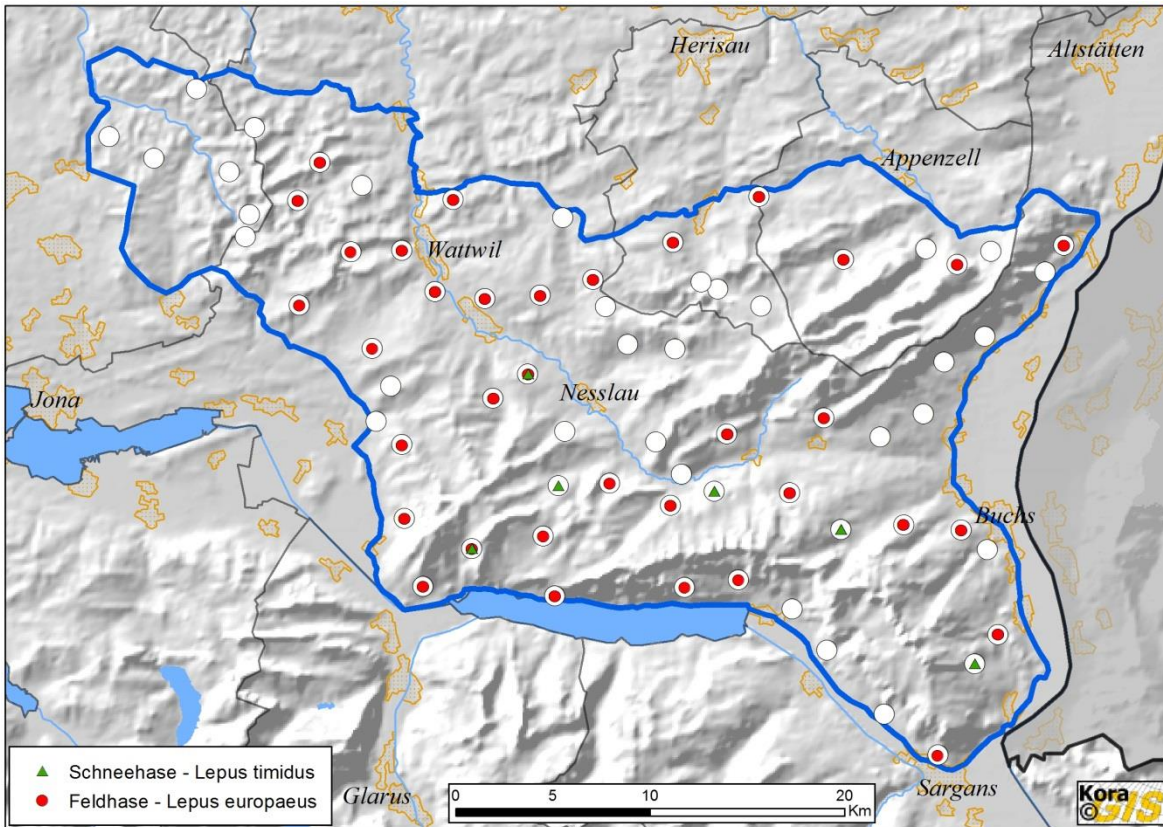 Herisau
Altstätten
Appenzell
Wattwil
Jona
Nesslau
Buchs
Schneehase - Lepus timidus
Feldhase - Lepus europaeus
Glarus
0 5 10 20
Km
Sargans
Kora
© GIS